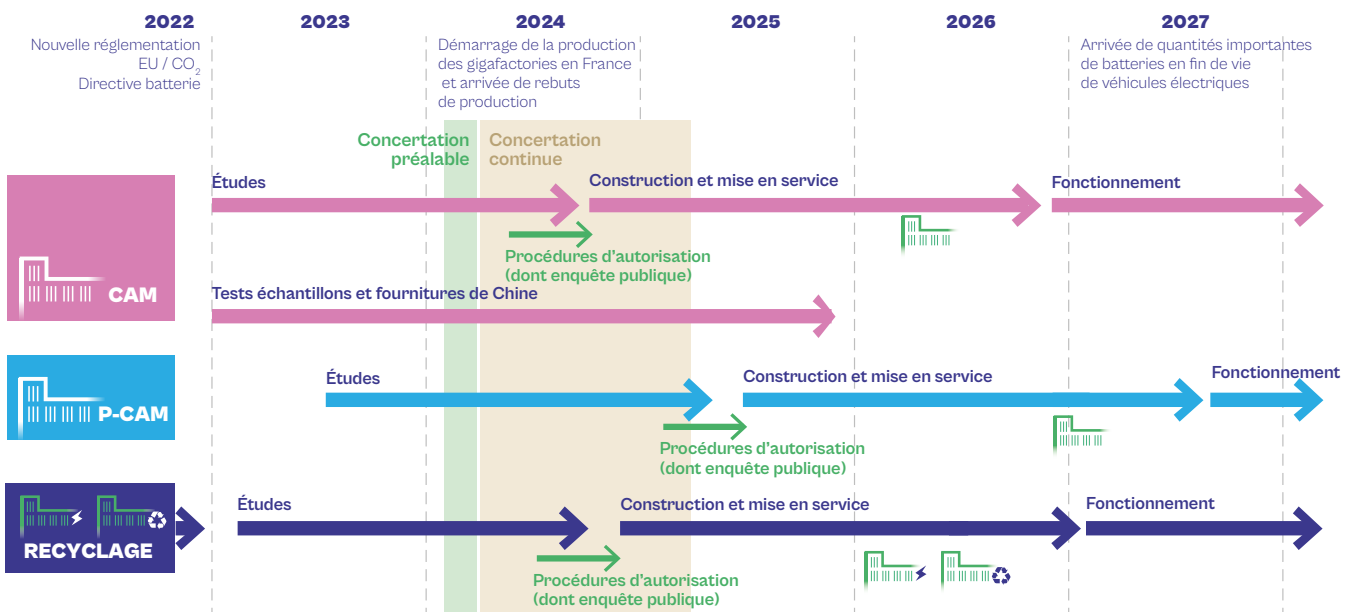 2022
2023
2024
2025
2026
2027
Nouvelle réglementation
EU / CO₂
Directive batterie
Démarrage de la production
des gigafactories en France
et arrivée de rebuts
de production
Arrivée de quantités importantes
de batteries en fin de vie
de véhicules électriques
Concertation
préalable
Concertation
continue
CAM
Études
Construction et mise en service
Fonctionnement
Procédures d'autorisation
(dont enquête publique)
Tests échantillons et fournitures de Chine
P-CAM
Études
Construction et mise en service
Fonctionnement
Procédures d'autorisation
(dont enquête publique)
RECYCLAGE
Études
Construction et mise en service
Fonctionnement
Procédures d'autorisation
(dont enquête publique)